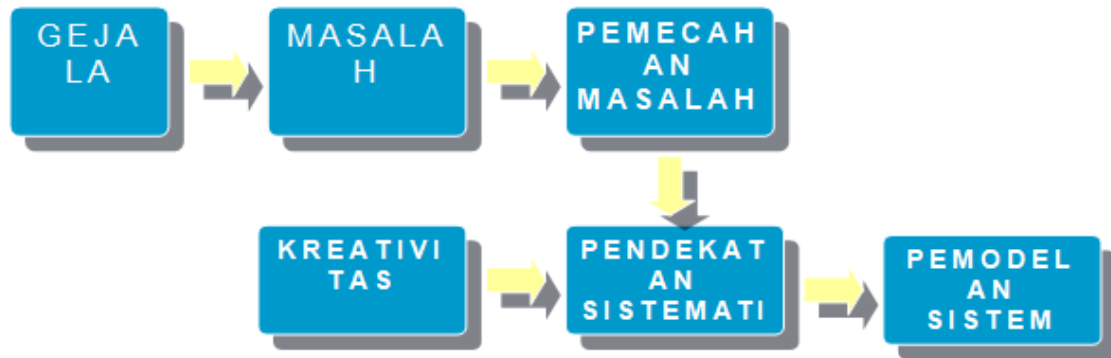 GEJA
LA
MASALA
H
PEMECAH
AN
MASALAH
KREATIVI
TAS
PENDEKAT
AN
SISTEMATI
PEMODEL
AN
SISTEM